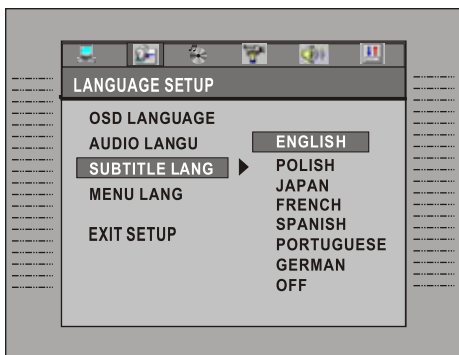 LANGUAGE SETUP
OSD LANGUAGE
AUDIO LANGU
SUBTITLE LANG
MENU LANG
EXIT SETUP
ENGLISH
POLISH
JAPAN
FRENCH
SPANISH
PORTUGUESE
GERMAN
OFF